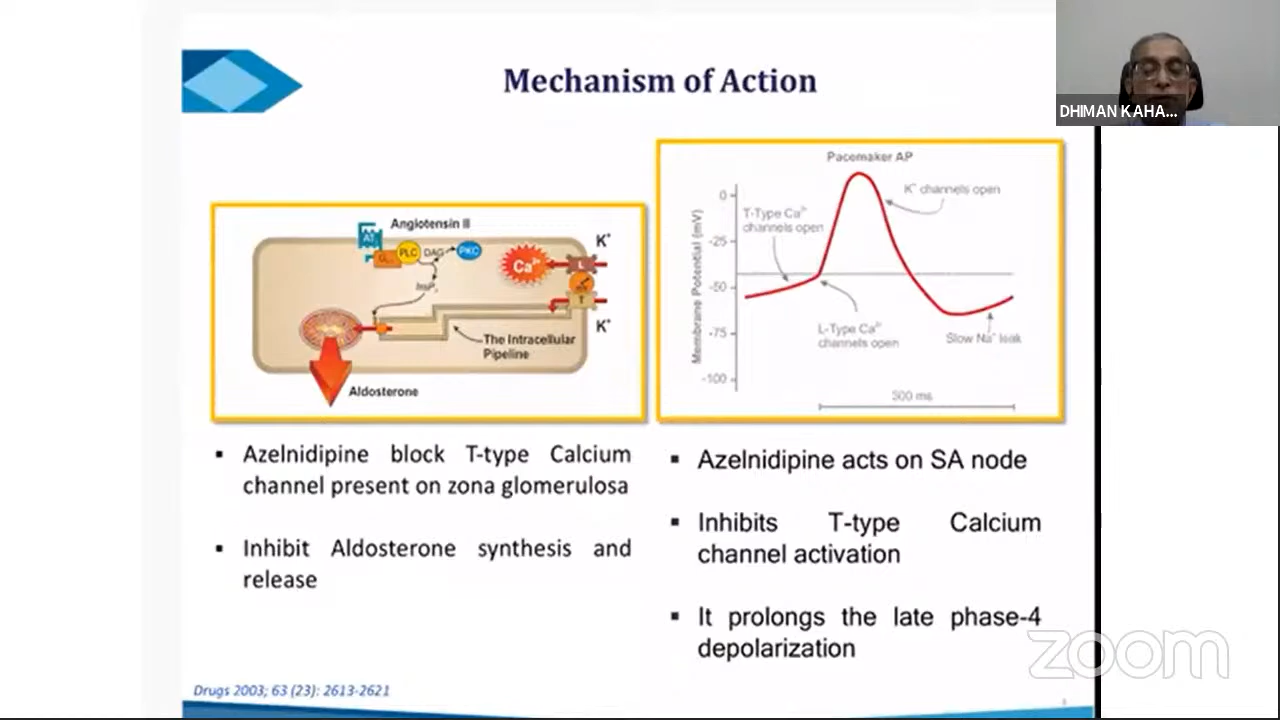 Mechanism of Action
DHIMAN KAHA...
Angiotensin II
AT₁
PLC
DAG
PKC
Ca²⁺
L
T
K⁺
K⁺
The Intracellular
Pipeline
Aldosterone
Pacemaker AP
Membrane Potential (mV)
0
-25
-50
-75
-100
T-Type Ca²⁺
channels open
K⁺ channels open
L-Type Ca²⁺
channels open
Slow Na⁺ leak
300 ms
▪ Azelnidipine block T-type Calcium
channel present on zona glomerulosa
▪ Inhibit Aldosterone synthesis and
release
▪ Azelnidipine acts on SA node
▪ Inhibits T-type Calcium
channel activation
▪ It prolongs the late phase-4
depolarization
Drugs 2003; 63 (23): 2613-2621
zoom